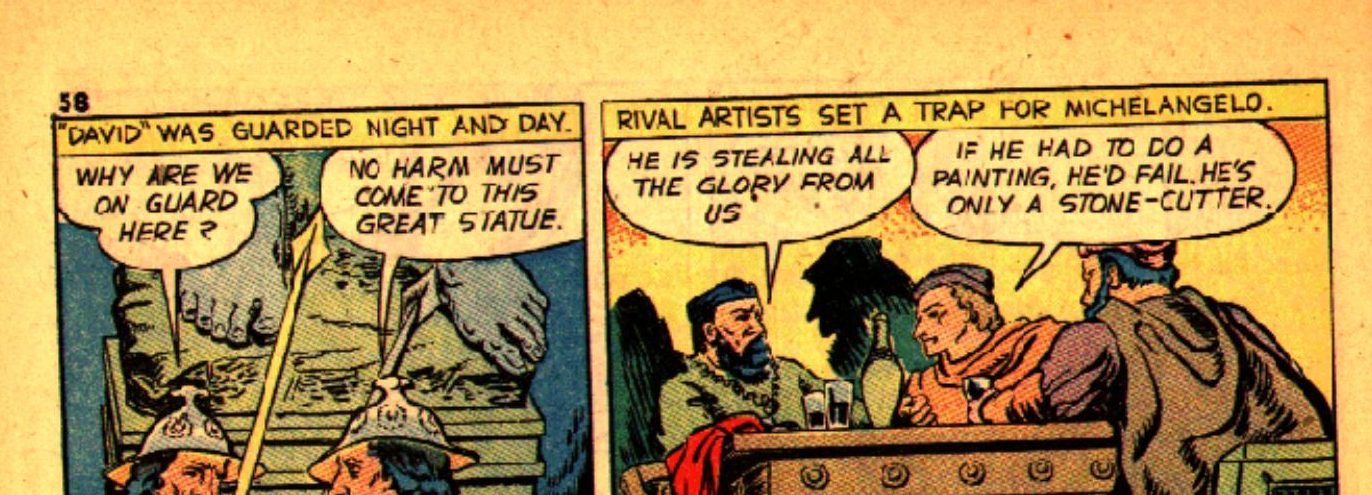 58
"DAVID" WAS GUARDED NIGHT AND DAY.
WHY ARE WE
ON GUARD
HERE?
NO HARM MUST
COME TO THIS
GREAT STATUE.
RIVAL ARTISTS SET A TRAP FOR MICHELANGELO.
HE IS STEALING ALL
THE GLORY FROM
US
IF HE HAD TO DO A
PAINTING, HE'D FAIL. HE'S
ONLY A STONE-CUTTER.